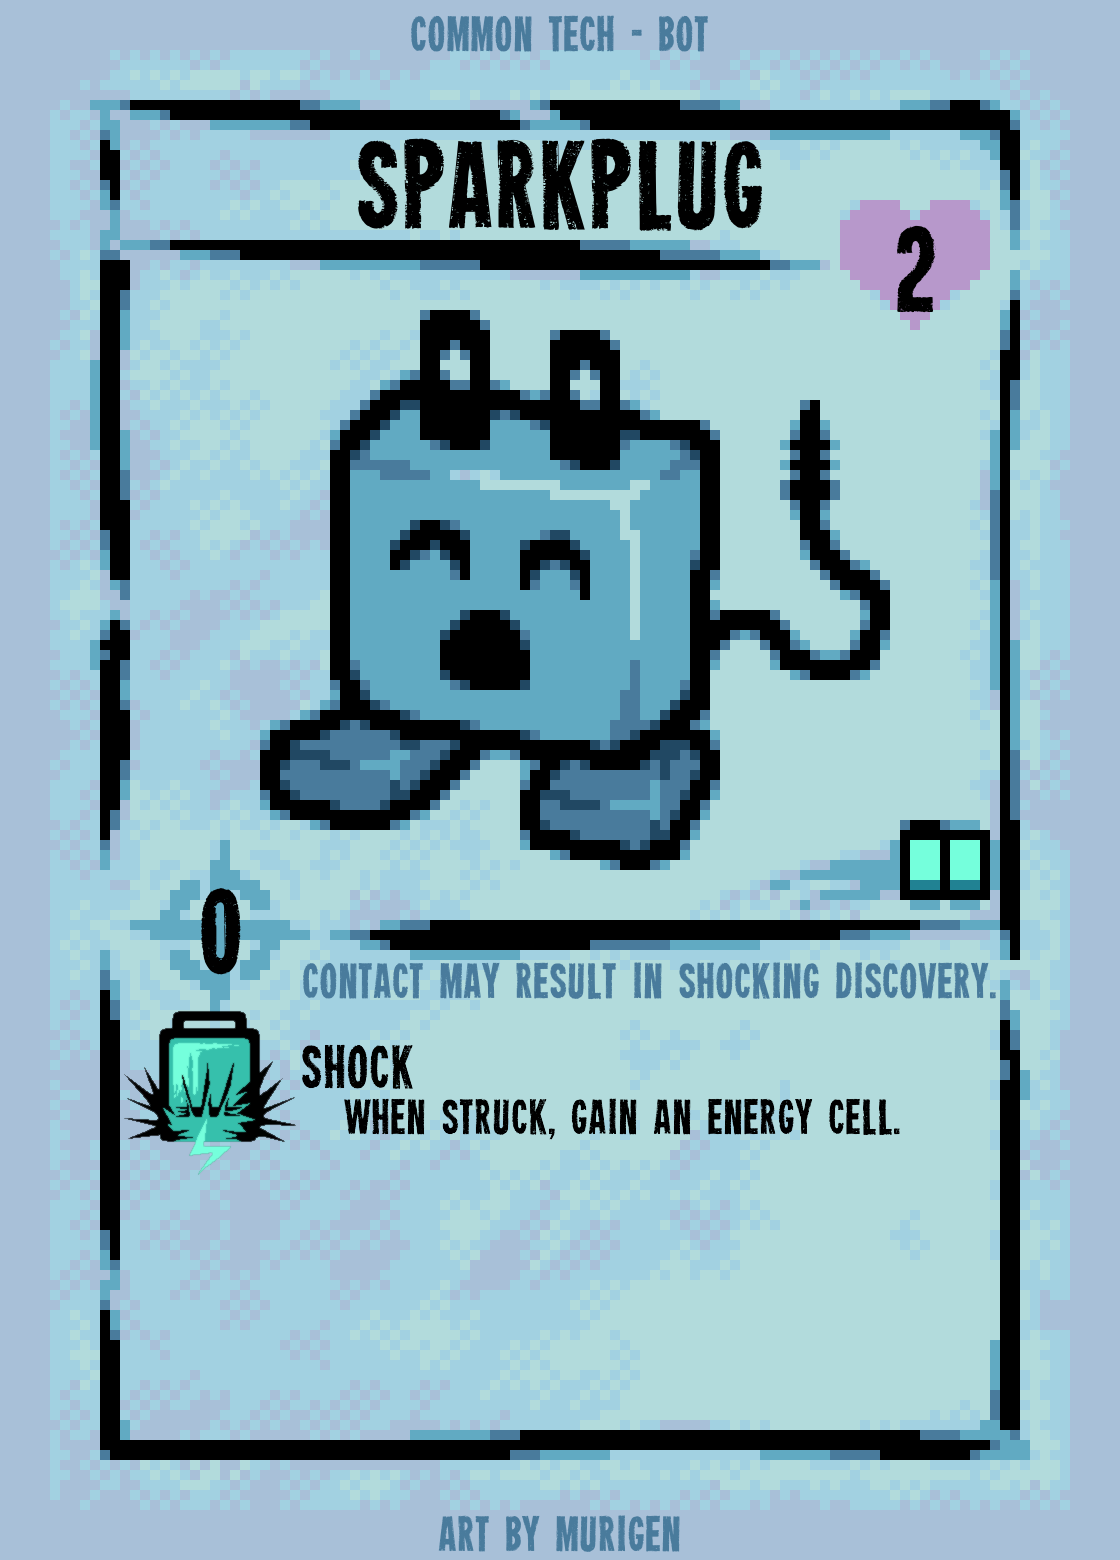 COMMON TECH - BOT
SPARKPLUG
2
0
CONTACT MAY RESULT IN SHOCKING DISCOVERY.
SHOCK
WHEN STRUCK, GAIN AN ENERGY CELL.
ART BY MURIGEN